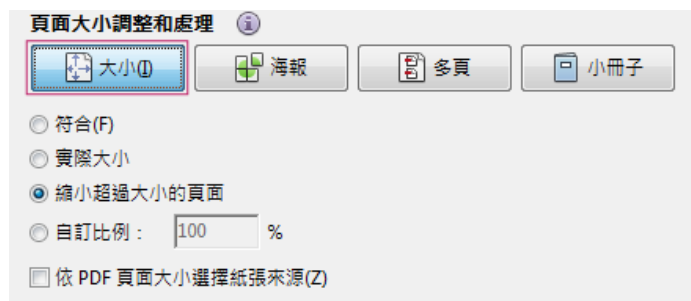 頁面大小調整和處理 i
大小(I) 海報 多頁 小冊子
符合(F)
實際大小
縮小超過大小的頁面
自訂比例： 100 %
依 PDF 頁面大小選擇紙張來源(Z)